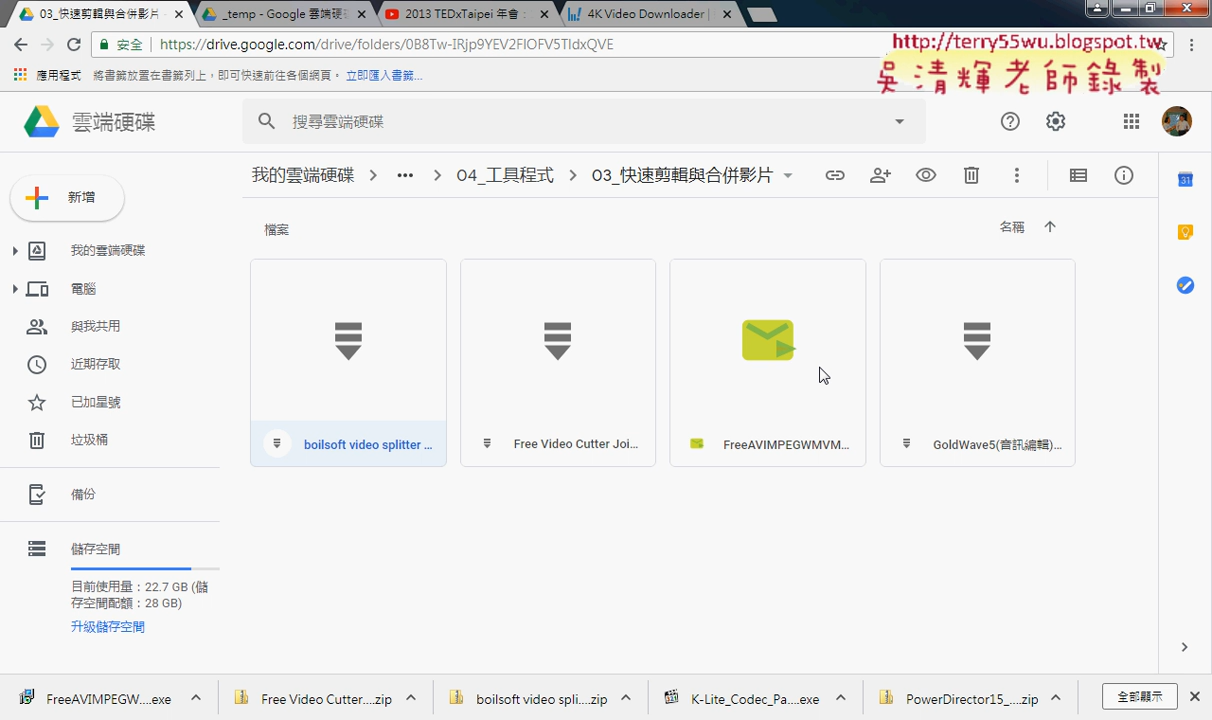 03_快速剪輯與合併影片
_temp - Google 雲端硬碟
2013 TEDxTaipei 年會
4K Video Downloader |
安全
https://drive.google.com/drive/folders/0B8Tw-IRjp9YEV2FIOFV5TldxQVE
http://terry55wu.blogspot.tw
吳清輝老師錄製
應用程式
將書籤放置在書籤列上，即可快速前往各個網頁。
立即匯入書籤...
雲端硬碟
搜尋雲端硬碟
新增
我的雲端硬碟
...
04_工具程式
03_快速剪輯與合併影片
31
檔案
名稱
我的雲端硬碟
電腦
與我共用
近期存取
已加星號
垃圾桶
備份
儲存空間
目前使用量：22.7 GB (儲
存空間配額：28 GB)
升級儲存空間
boilsoft video splitter ...
Free Video Cutter Joi...
FreeAVIMPEGWMVM...
GoldWave5(音訊編輯)...
FreeAVIMPEGW....exe
Free Video Cutter....zip
boilsoft video spli....zip
K-Lite_Codec_Pa....exe
PowerDirector15_....zip
全部顯示